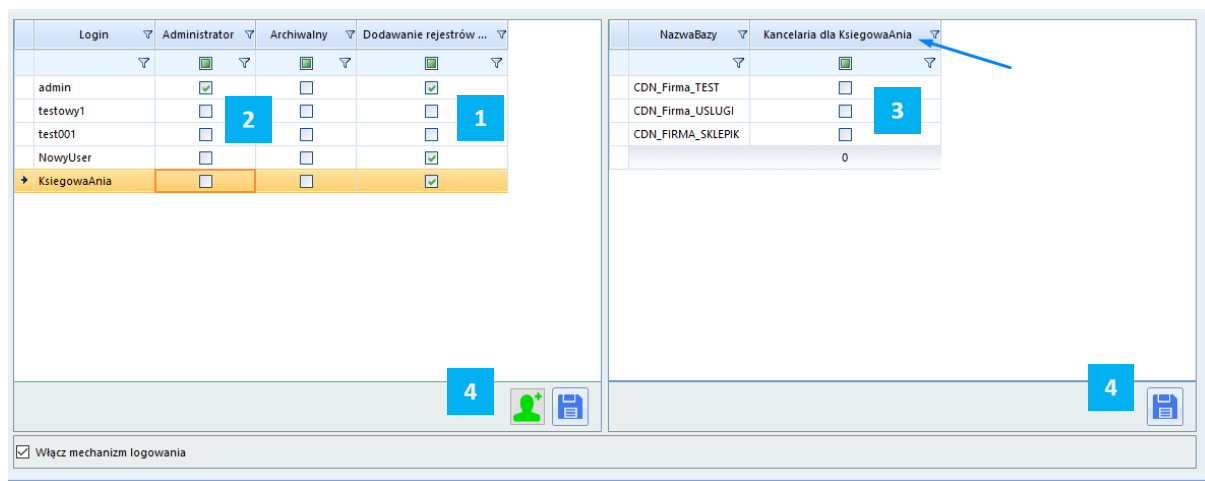 Login Administrator Archiwalny Dodawanie rejestrów ...
admin
testowy1
test001
NowyUser
KsiegowaAnia
2
1
4
NazwaBazy Kancelaria dla KsiegowaAnia
CDN_Firma_TEST
CDN_Firma_USLUGI
CDN_FIRMA_SKLEPIK
0
3
4
Włącz mechanizm logowania